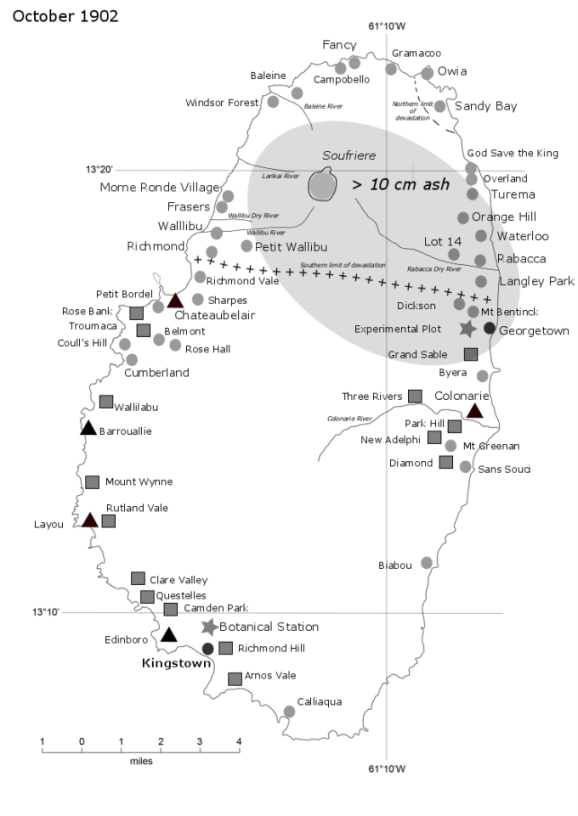 October 1902
61°10'W
Fancy
Gramacoo
Baleine
Campobello
Owia
Windsor Forest
Baleine River
Northern limit
of
devastation
Sandy Bay
God Save the King
Soufriere
13°20'
Larikai River
> 10 cm ash
Overland
Turema
Morne Ronde Village
Frasers
Wallibu Dry River
Orange Hill
Walllibu
Wallibu River
Waterloo
Richmond
Petit Wallibu
Lot 14
Rabacca
Southern limit of devastation
Rabacca Dry River
Richmond Vale
Langley Park
Petit Bordel
Sharpes
Dickson
Rose Bank
Chateaubelair
Mt Bentinck
Troumaca
Belmont
Experimental Plot
Georgetown
Coull's Hill
Rose Hall
Grand Sable
Cumberland
Byera
Three Rivers
Colonarie
Wallilabu
Colonarie River
Park Hill
Barrouallie
New Adelphi
Mt Greenan
Diamond
Sans Souci
Mount Wynne
Rutland Vale
Layou
Biabou
Clare Valley
Questelles
Camden Park
13°10'
Botanical Station
Edinboro
Richmond Hill
Kingstown
Arnos Vale
Calliaqua
1 0 1 2 3 4
miles
61°10'W